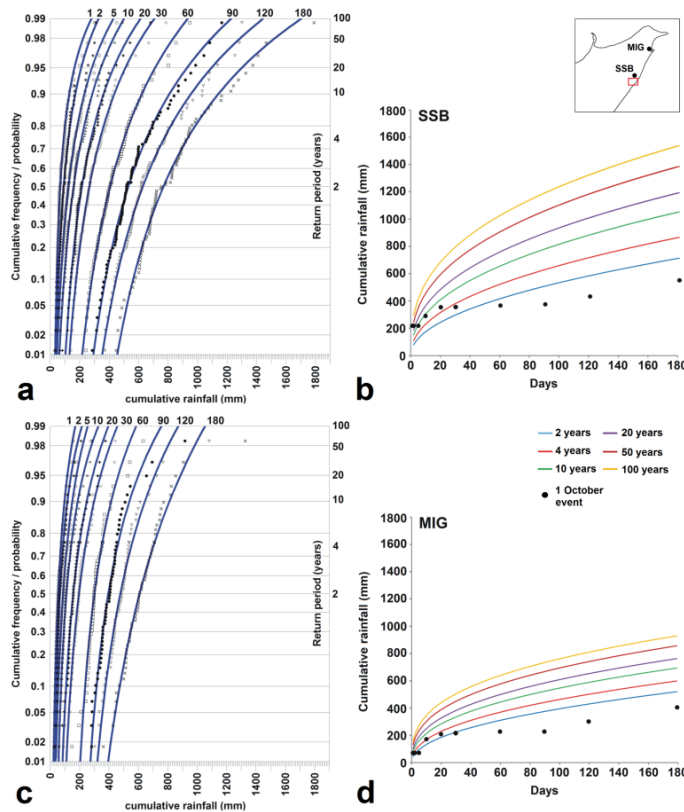 1 2 5 10 20 30 60 90 120 180
0.99
0.98
0.95
0.9
0.8
0.7
0.6
0.5
0.4
0.3
0.2
0.1
0.05
0.02
0.01
Cumulative frequency / probability
100
50
20
10
4
2
Return period (years)
0 200 400 600 800 1000 1200 1400 1600 1800
cumulative rainfall (mm)
a
MIG
SSB
SSB
1800
1600
1400
1200
1000
800
600
400
200
0
Cumulative rainfall (mm)
0 20 40 60 80 100 120 140 160 180
Days
b
1 2 5 10 20 30 60 90 120 180
0.99
0.98
0.95
0.9
0.8
0.7
0.6
0.5
0.4
0.3
0.2
0.1
0.05
0.02
0.01
Cumulative frequency / probability
100
50
20
10
4
2
Return period (years)
0 200 400 600 800 1000 1200 1400 1600 1800
cumulative rainfall (mm)
c
2 years 20 years
4 years 50 years
10 years 100 years
1 October
event
MIG
1800
1600
1400
1200
1000
800
600
400
200
0
Cumulative rainfall (mm)
0 20 40 60 80 100 120 140 160 180
Days
d